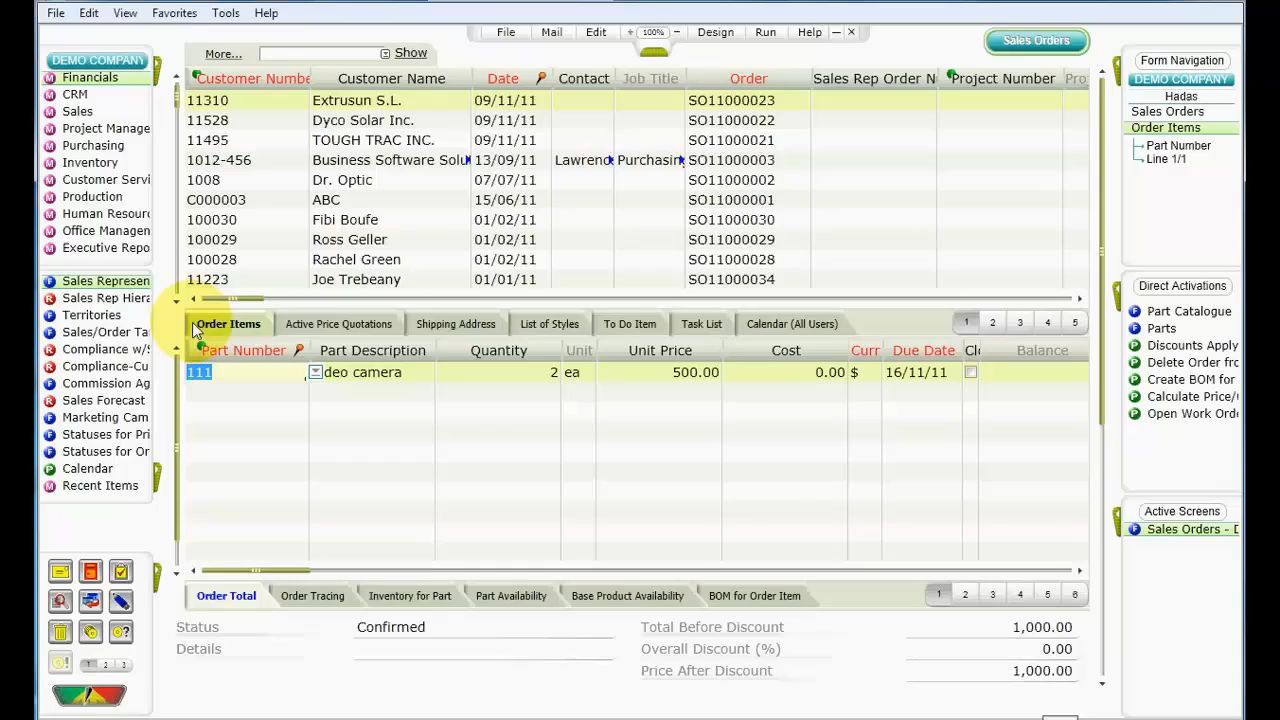 File Edit View Favorites Tools Help
File Mail Edit 100% Design Run Help
Sales Orders
DEMO COMPANY
Financials
CRM
Sales
Project Manage
Purchasing
Inventory
Customer Servi
Production
Human Resourc
Office Managen
Executive Repo
Sales Represen
Sales Rep Hiera
Territories
Sales/Order Ta
Compliance w/S
Compliance-Cu
Commission Ag
Sales Forecast
Marketing Cam
Statuses for Pri
Statuses for Or
Calendar
Recent Items
1 2 3
More... Show
Customer Numbe Customer Name Date Contact Job Title Order Sales Rep Order N Project Number Pro
11310 Extrusun S.L. 09/11/11 SO11000023
11528 Dyco Solar Inc. 09/11/11 SO11000022
11495 TOUGH TRAC INC. 09/11/11 SO11000021
1012-456 Business Software Solu 13/09/11 Lawrenc Purchasing SO11000003
1008 Dr. Optic 07/07/11 SO11000002
C000003 ABC 15/06/11 SO11000001
100030 Fibi Boufe 01/02/11 SO11000030
100029 Ross Geller 01/02/11 SO11000029
100028 Rachel Green 01/02/11 SO11000028
11223 Joe Trebeany 01/01/11 SO11000034
Order Items Active Price Quotations Shipping Address List of Styles To Do Item Task List Calendar (All Users) 1 2 3 4 5
Part Number Part Description Quantity Unit Unit Price Cost Curr Due Date Cl Balance
111 deo camera 2 ea 500.00 0.00 $ 16/11/11
Order Total Order Tracing Inventory for Part Part Availability Base Product Availability BOM for Order Item 1 2 3 4 5 6
Status Confirmed Total Before Discount 1,000.00
Details Overall Discount (%) 0.00
Price After Discount 1,000.00
Form Navigation
DEMO COMPANY
Hadas
Sales Orders
Order Items
Part Number
Line 1/1
Direct Activations
Part Catalogue
Parts
Discounts Apply
Delete Order fro
Create BOM for
Calculate Price/
Open Work Orde
Active Screens
Sales Orders - D